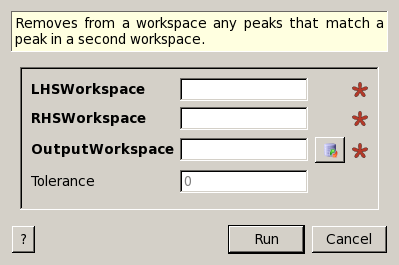 Removes from a workspace any peaks that match a
peak in a second workspace.
LHSWorkspace
RHSWorkspace
OutputWorkspace
Tolerance 0
? Run Cancel